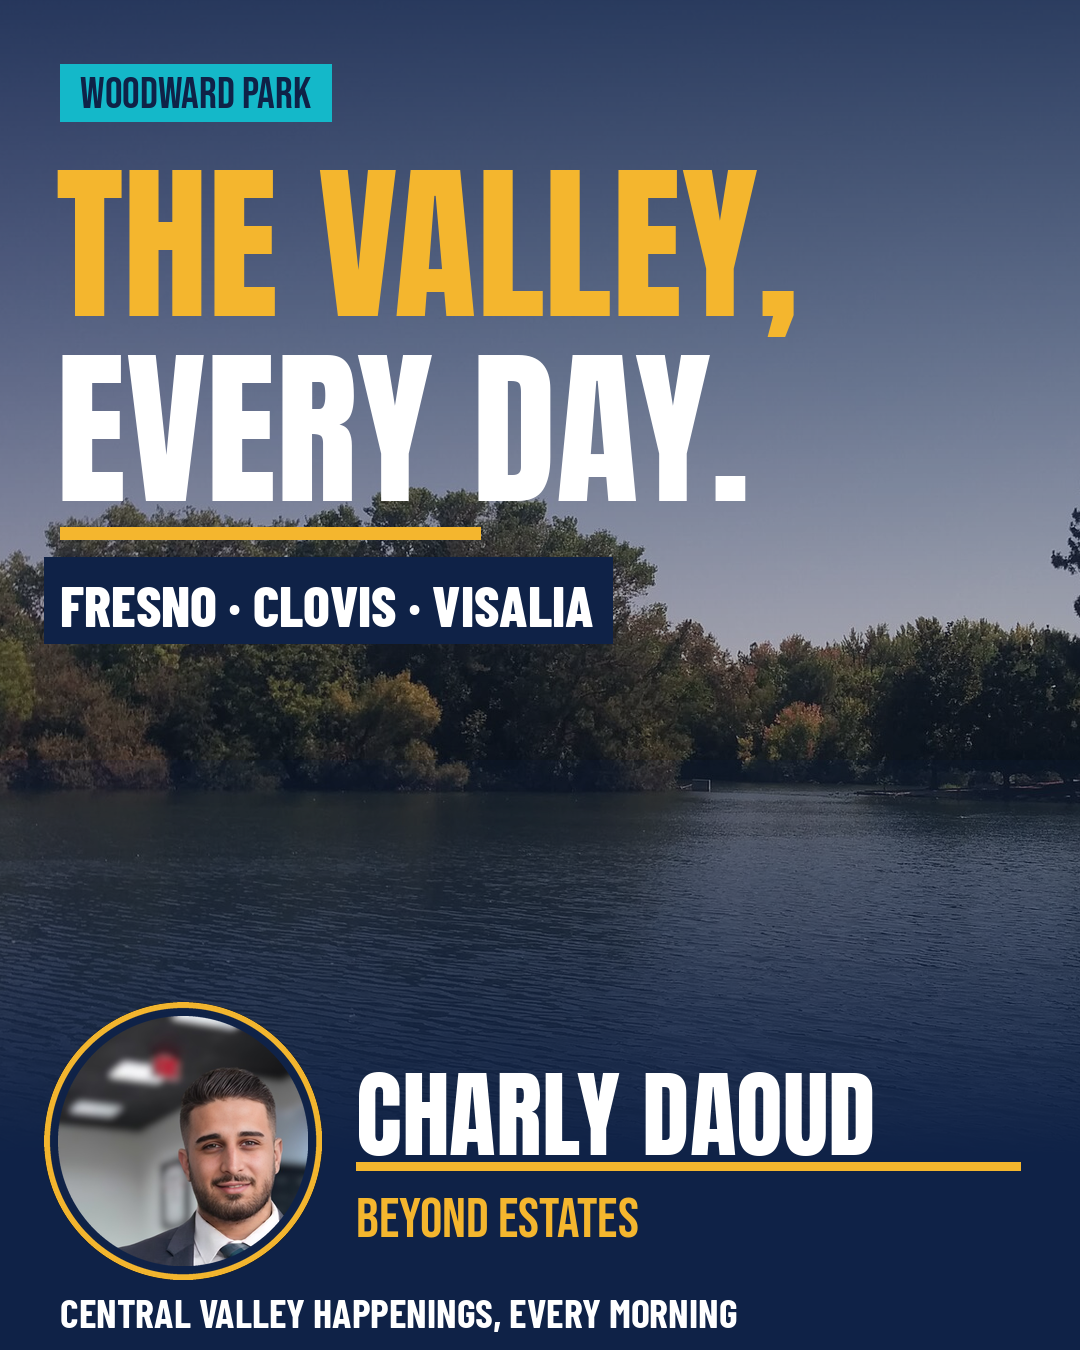 WOODWARD PARK
THE VALLEY,
EVERY DAY.
FRESNO · CLOVIS · VISALIA
CHARLY DAOUD
BEYOND ESTATES
CENTRAL VALLEY HAPPENINGS, EVERY MORNING